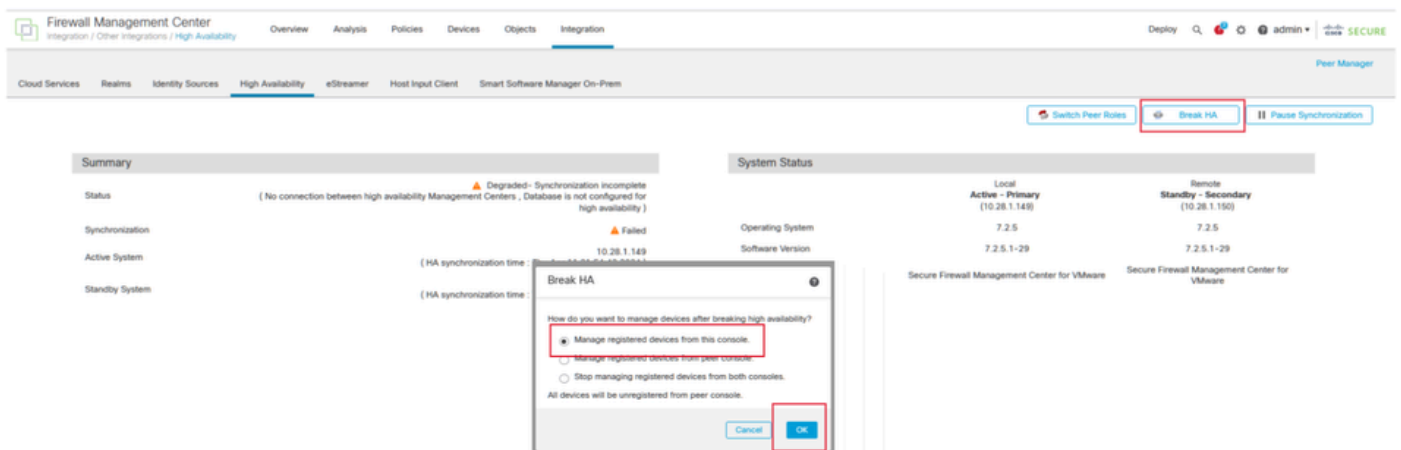 Firewall Management Center
Integration / Other Integrations / High Availability
Overview Analysis Policies Devices Objects Integration
Deploy admin SECURE
Peer Manager
Cloud Services Realms Identity Sources High Availability eStreamer Host Input Client Smart Software Manager On-Prem
Switch Peer Roles Break HA Pause Synchronization
Summary
Status
Degraded- Synchronization incomplete
( No connection between high availability Management Centers , Database is not configured for
high availability )
Synchronization Failed
Active System 10.28.1.149
( HA synchronization time :
Standby System
( HA synchronization time :
System Status
Local Remote
Active - Primary Standby - Secondary
(10.28.1.149) (10.28.1.150)
Operating System 7.2.5 7.2.5
Software Version 7.2.5.1-29 7.2.5.1-29
Secure Firewall Management Center for VMware Secure Firewall Management Center for
VMware
Break HA
How do you want to manage devices after breaking high availability?
Manage registered devices from this console.
Manage registered devices from peer console.
Stop managing registered devices from both consoles.
All devices will be unregistered from peer console.
Cancel OK